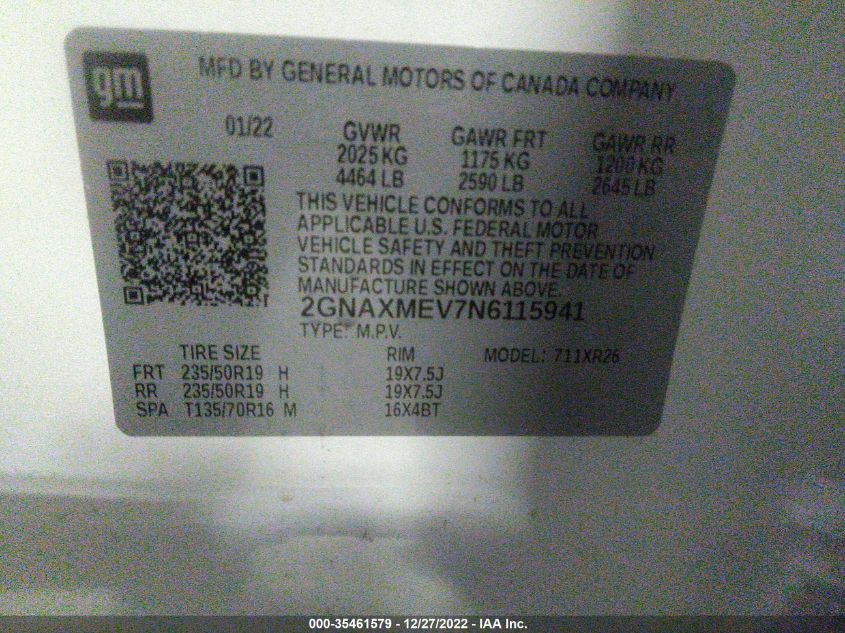 gm
MFD BY GENERAL MOTORS OF CANADA COMPANY
01/22 GVWR GAWR FRT GAWR RR
2025 KG 1175 KG 1200 KG
4464 LB 2590 LB 2645 LB
THIS VEHICLE CONFORMS TO ALL
APPLICABLE U.S. FEDERAL MOTOR
VEHICLE SAFETY AND THEFT PREVENTION
STANDARDS IN EFFECT ON THE DATE OF
MANUFACTURE SHOWN ABOVE.
2GNAXMEV7N6115941
TYPE: M.P.V.
TIRE SIZE RIM MODEL: 711XR26
FRT 235/50R19 H 19X7.5J
RR 235/50R19 H 19X7.5J
SPA T135/70R16 M 16X4BT
000-35461579 - 12/27/2022 - IAA Inc.